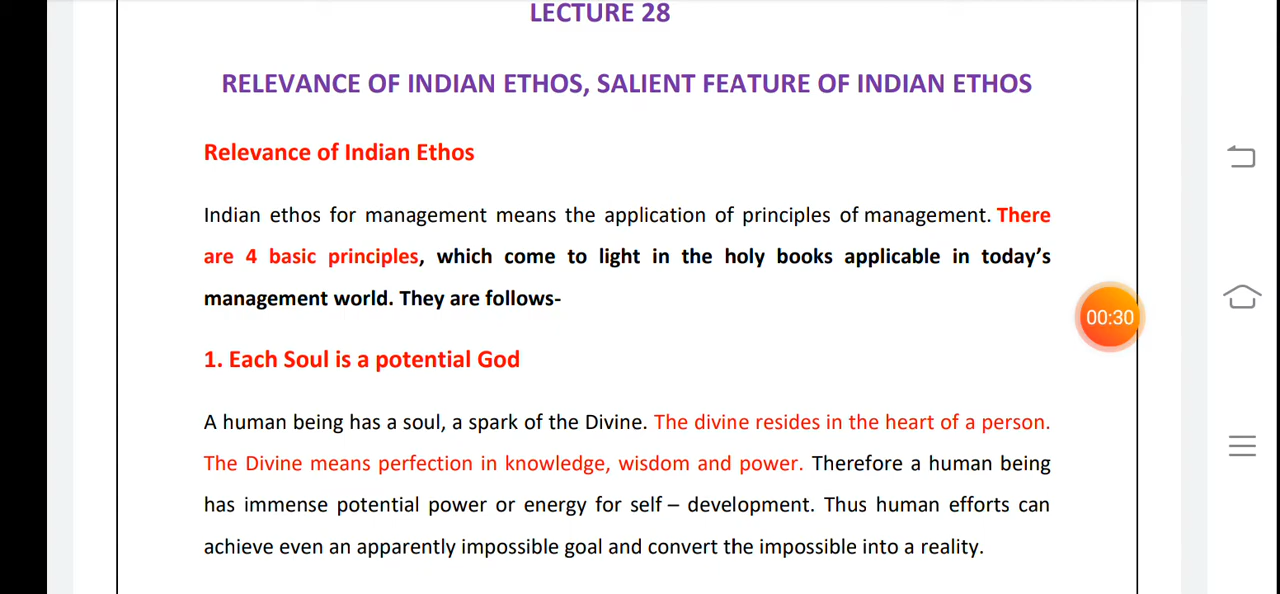 LECTURE 28
RELEVANCE OF INDIAN ETHOS, SALIENT FEATURE OF INDIAN ETHOS
Relevance of Indian Ethos
Indian ethos for management means the application of principles of management. There
are 4 basic principles, which come to light in the holy books applicable in today’s
management world. They are follows-
00:30
1. Each Soul is a potential God
A human being has a soul, a spark of the Divine. The divine resides in the heart of a person.
The Divine means perfection in knowledge, wisdom and power. Therefore a human being
has immense potential power or energy for self – development. Thus human efforts can
achieve even an apparently impossible goal and convert the impossible into a reality.